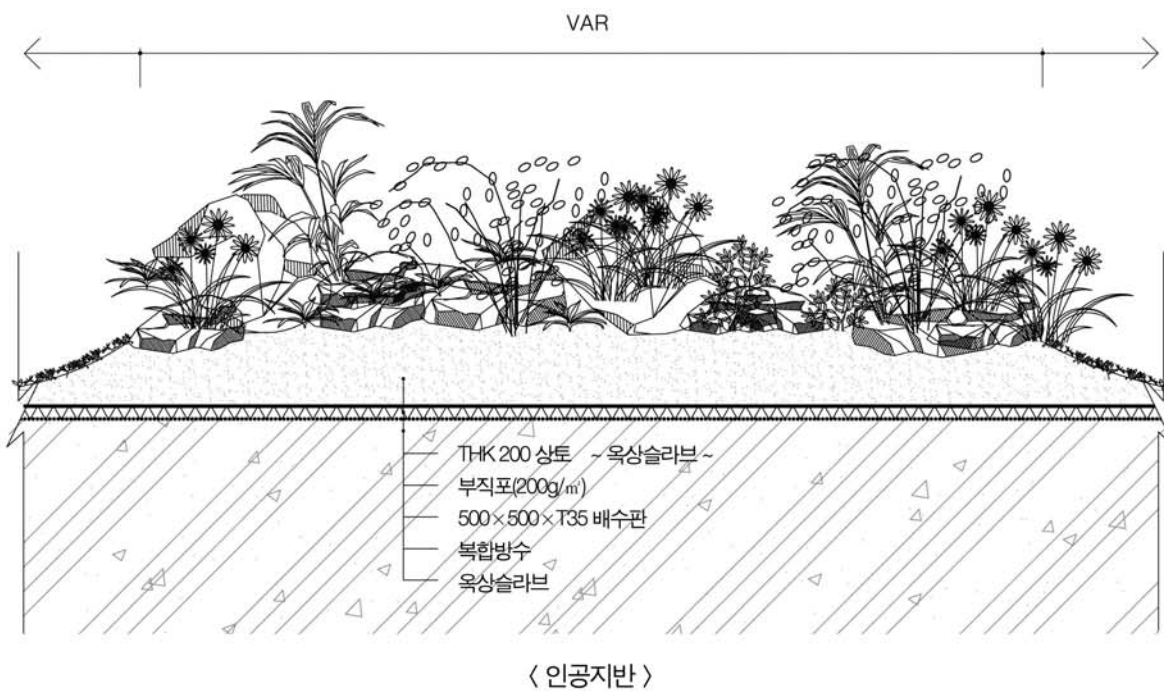 VAR
THK 200 상토 ~ 옥상슬라브 ~
부직포(200g/㎡)
500×500×T35 배수판
복합방수
옥상슬라브
〈 인공지반 〉